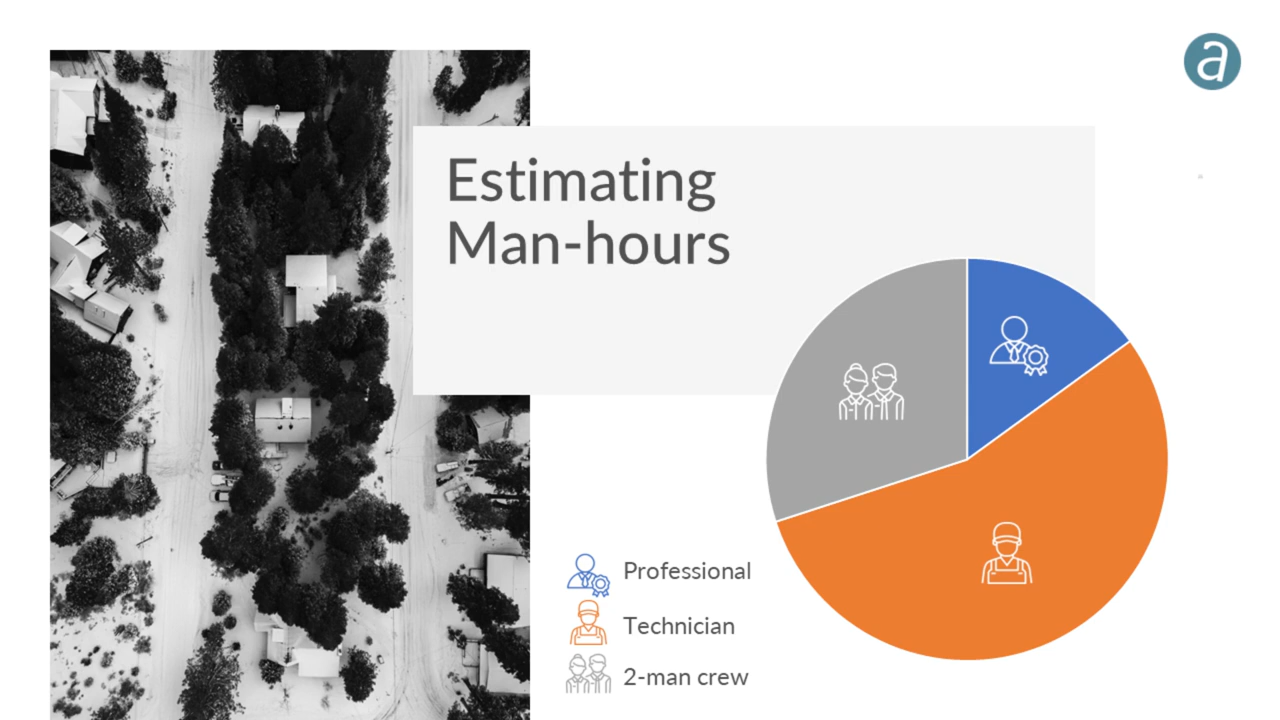 a
Estimating
Man-hours
Professional
Technician
2-man crew